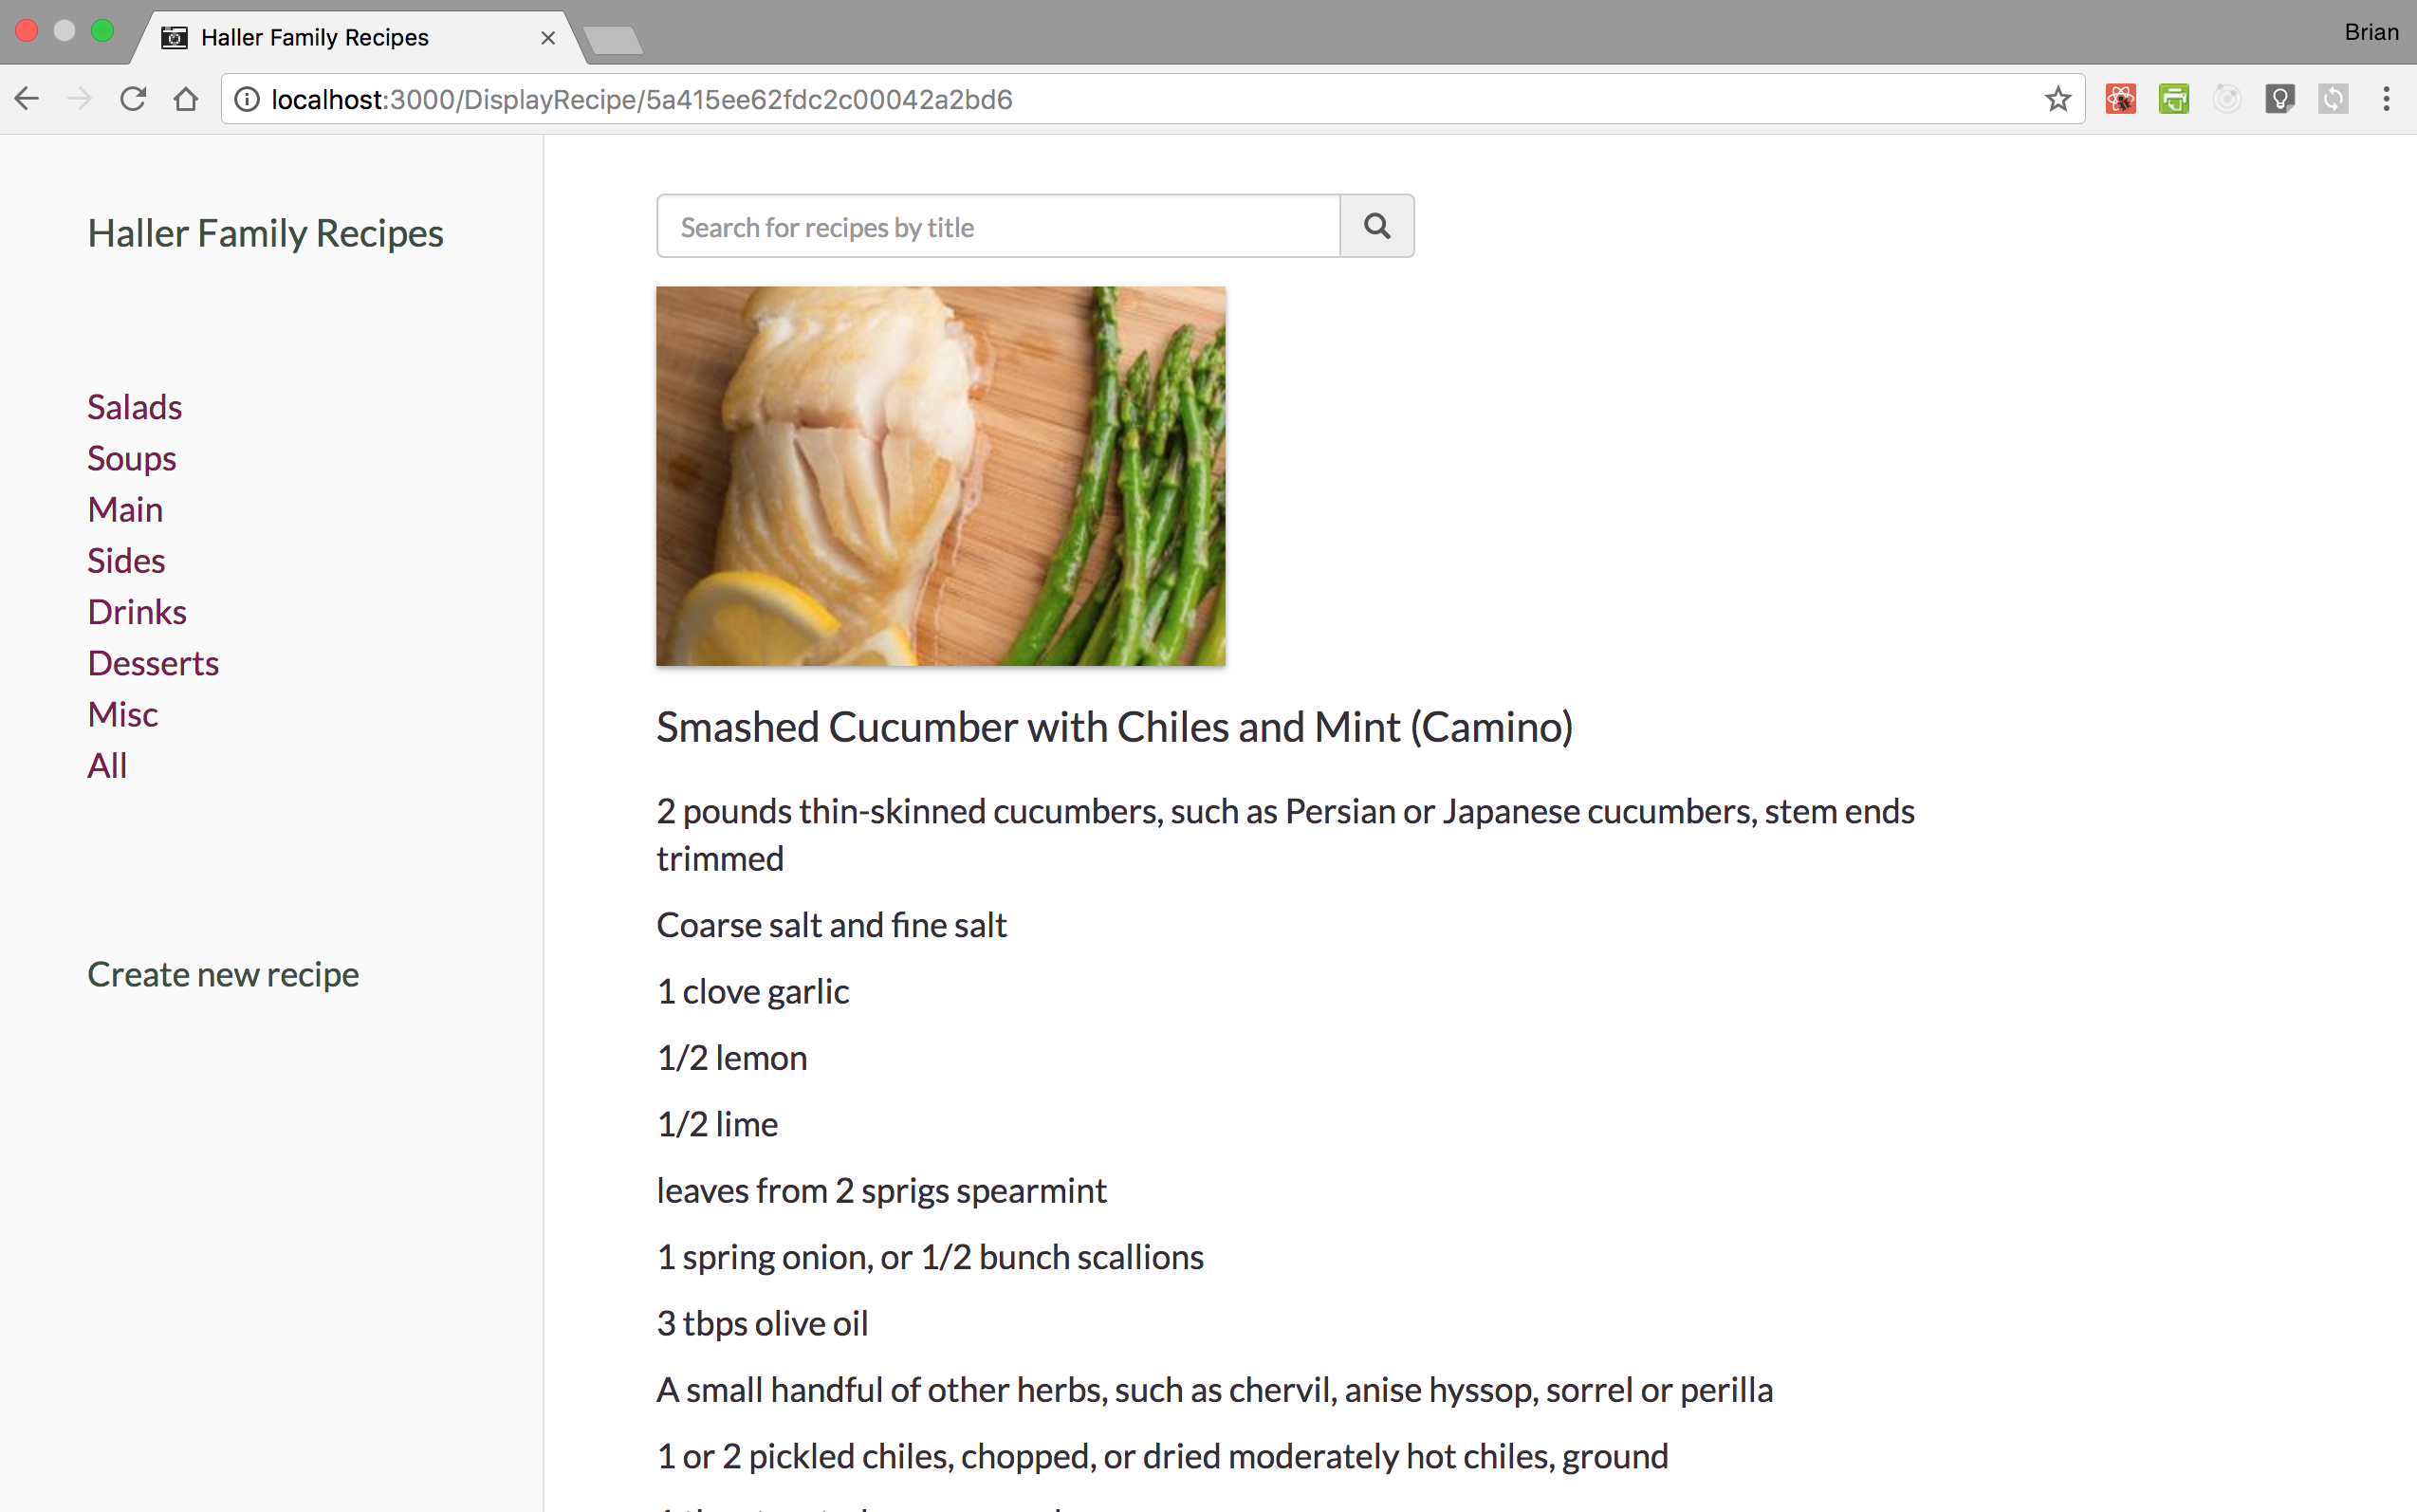 Haller Family Recipes
Brian
localhost:3000/DisplayRecipe/5a415ee62fdc2c00042a2bd6
Haller Family Recipes
Salads
Soups
Main
Sides
Drinks
Desserts
Misc
All
Create new recipe
Search for recipes by title
Smashed Cucumber with Chiles and Mint (Camino)
2 pounds thin-skinned cucumbers, such as Persian or Japanese cucumbers, stem ends
trimmed
Coarse salt and fine salt
1 clove garlic
1/2 lemon
1/2 lime
leaves from 2 sprigs spearmint
1 spring onion, or 1/2 bunch scallions
3 tbps olive oil
A small handful of other herbs, such as chervil, anise hyssop, sorrel or perilla
1 or 2 pickled chiles, chopped, or dried moderately hot chiles, ground